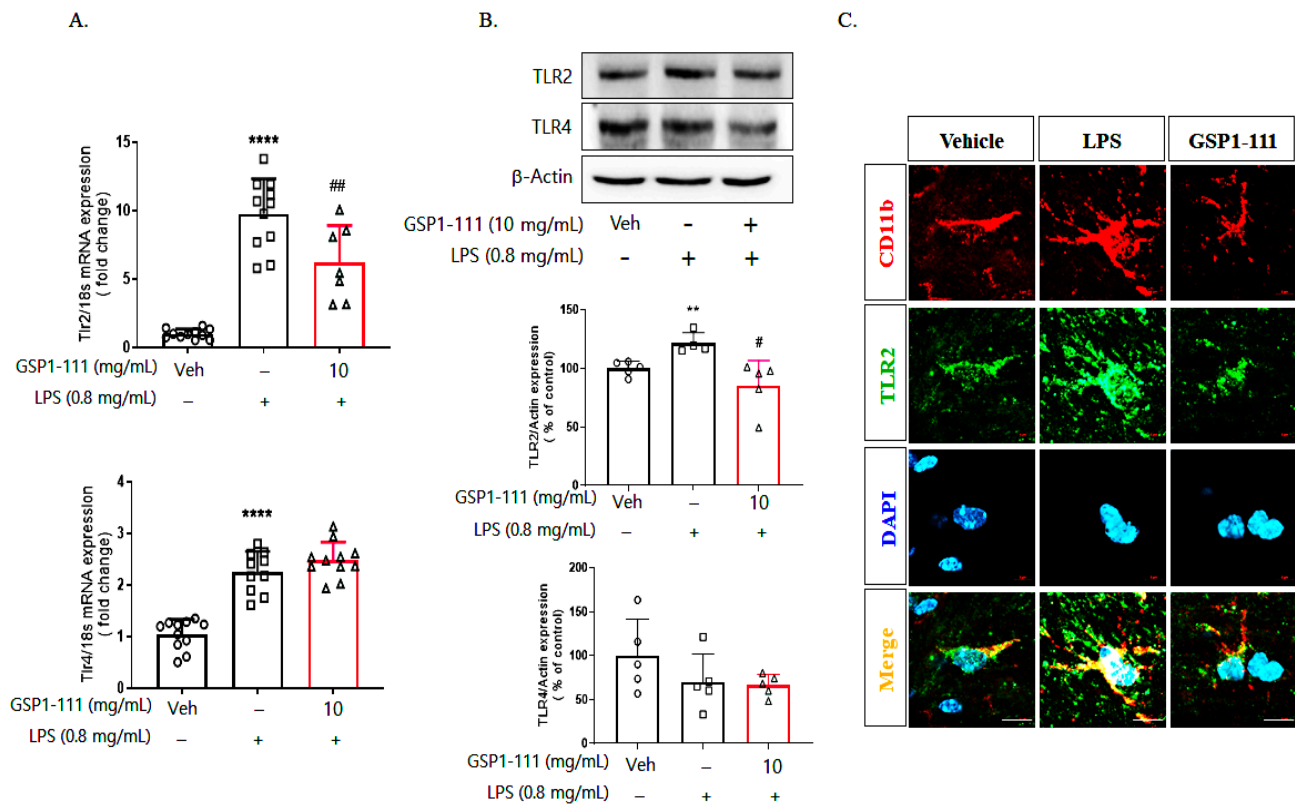 A.
B.
C.
15
10
5
0
Tlr2/18s mRNA expression
( fold change)
****
##
GSP1-111 (mg/mL) Veh – 10
LPS (0.8 mg/mL) – + +
4
3
2
1
0
Tlr4/18s mRNA expression
( fold change)
****
GSP1-111 (mg/mL) Veh – 10
LPS (0.8 mg/mL) – + +
TLR2
TLR4
β-Actin
GSP1-111 (10 mg/mL) Veh - +
LPS (0.8 mg/mL) - + +
150
100
50
0
TLR2/Actin expression
( % of control)
**
#
GSP1-111 (mg/mL) Veh – 10
LPS (0.8 mg/mL) – + +
200
150
100
50
0
TLR4/Actin expression
( % of control)
GSP1-111 (mg/mL) Veh – 10
LPS (0.8 mg/mL) – + +
Vehicle LPS GSP1-111
CD11b
TLR2
DAPI
Merge